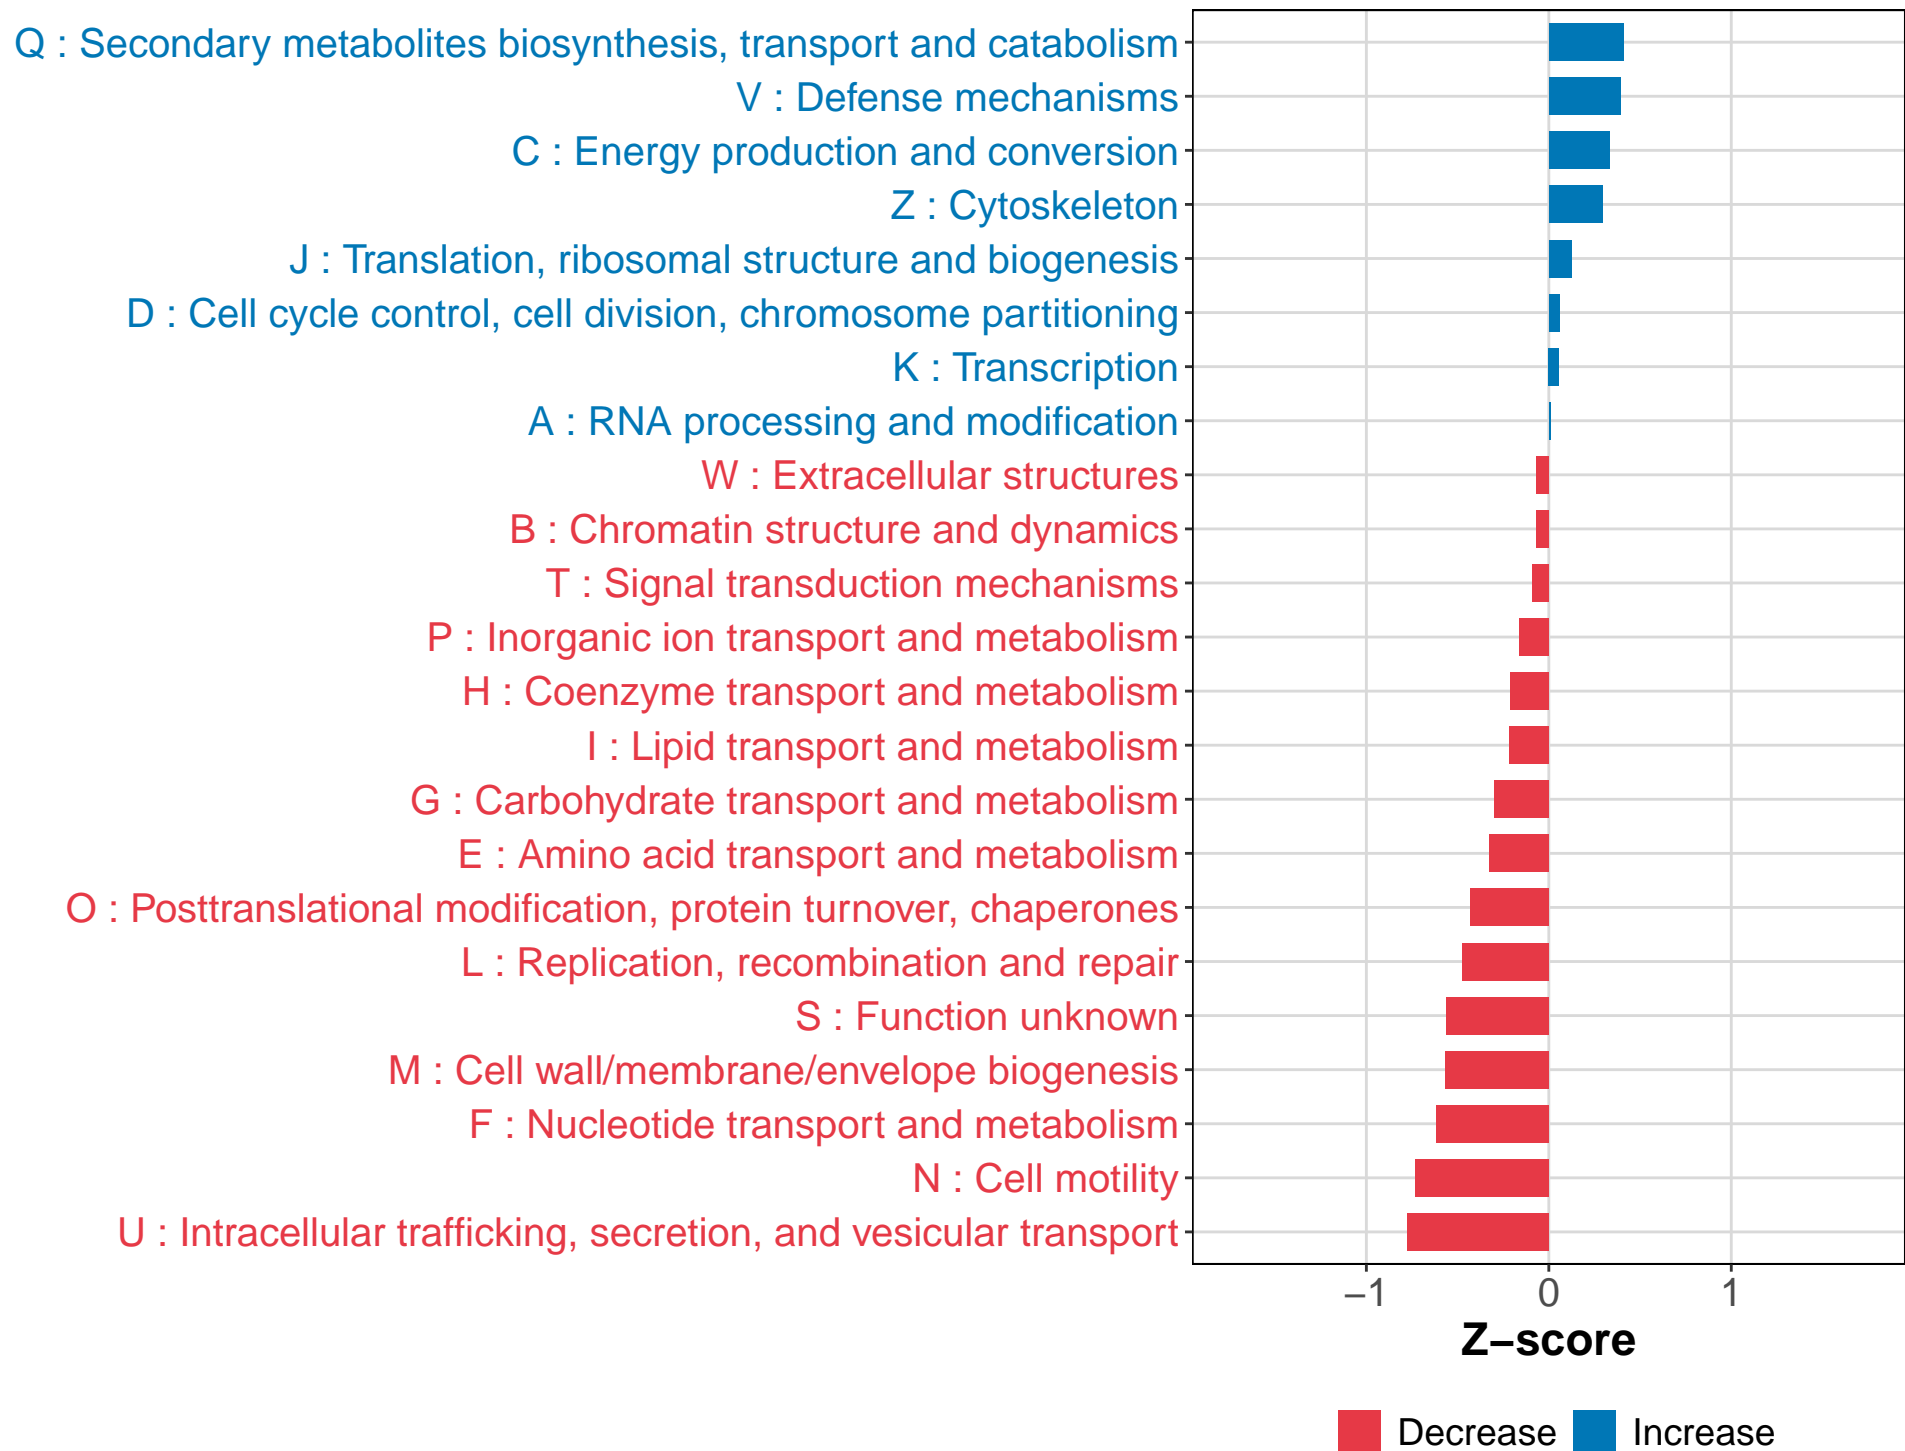 Q : Secondary metabolites biosynthesis, transport and catabolism
V : Defense mechanisms
C : Energy production and conversion
Z : Cytoskeleton
J : Translation, ribosomal structure and biogenesis
D : Cell cycle control, cell division, chromosome partitioning
K : Transcription
A : RNA processing and modification
W : Extracellular structures
B : Chromatin structure and dynamics
T : Signal transduction mechanisms
P : Inorganic ion transport and metabolism
H : Coenzyme transport and metabolism
I : Lipid transport and metabolism
G : Carbohydrate transport and metabolism
E : Amino acid transport and metabolism
O : Posttranslational modification, protein turnover, chaperones
L : Replication, recombination and repair
S : Function unknown
M : Cell wall/membrane/envelope biogenesis
F : Nucleotide transport and metabolism
N : Cell motility
U : Intracellular trafficking, secretion, and vesicular transport
−1 0 1
Z−score
Decrease Increase